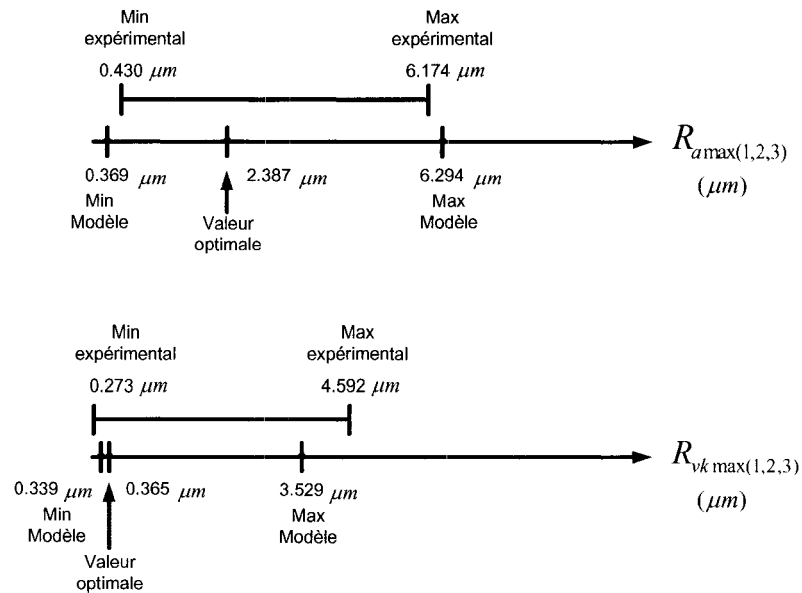 Min
expérimental
0.430 μm
Max
expérimental
6.174 μm
R a max(1,2,3)
(μm)
0.369 μm
Min
Modèle
2.387 μm
Valeur
optimale
6.294 μm
Max
Modèle
Min
expérimental
0.273 μm
Max
expérimental
4.592 μm
R vk max(1,2,3)
(μm)
0.339 μm
Min
Modèle
0.365 μm
Valeur
optimale
3.529 μm
Max
Modèle